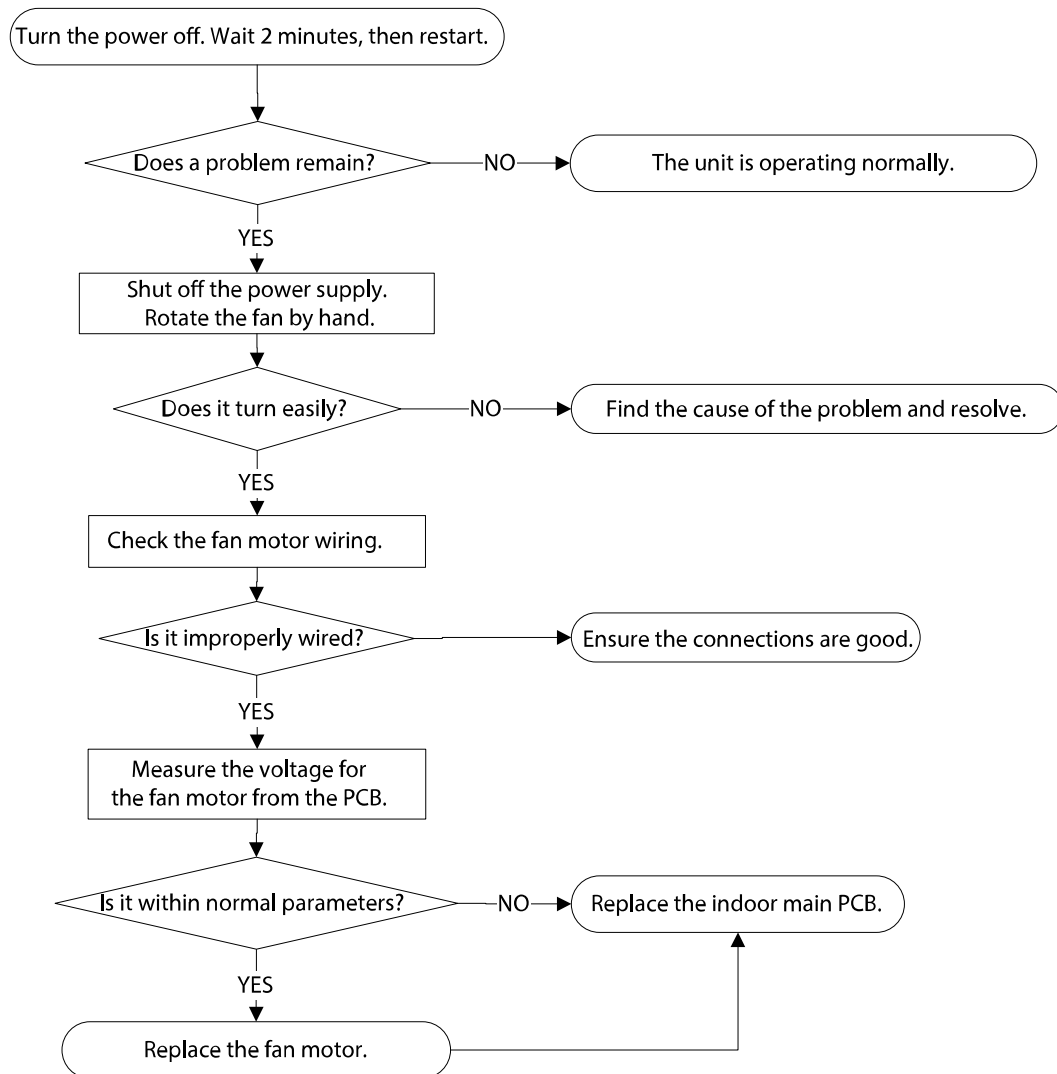 Turn the power off. Wait 2 minutes, then restart.
Does a problem remain?
NO
The unit is operating normally.
YES
Shut off the power supply.
Rotate the fan by hand.
Does it turn easily?
NO
Find the cause of the problem and resolve.
YES
Check the fan motor wiring.
Is it improperly wired?
Ensure the connections are good.
YES
Measure the voltage for
the fan motor from the PCB.
Is it within normal parameters?
NO
Replace the indoor main PCB.
YES
Replace the fan motor.